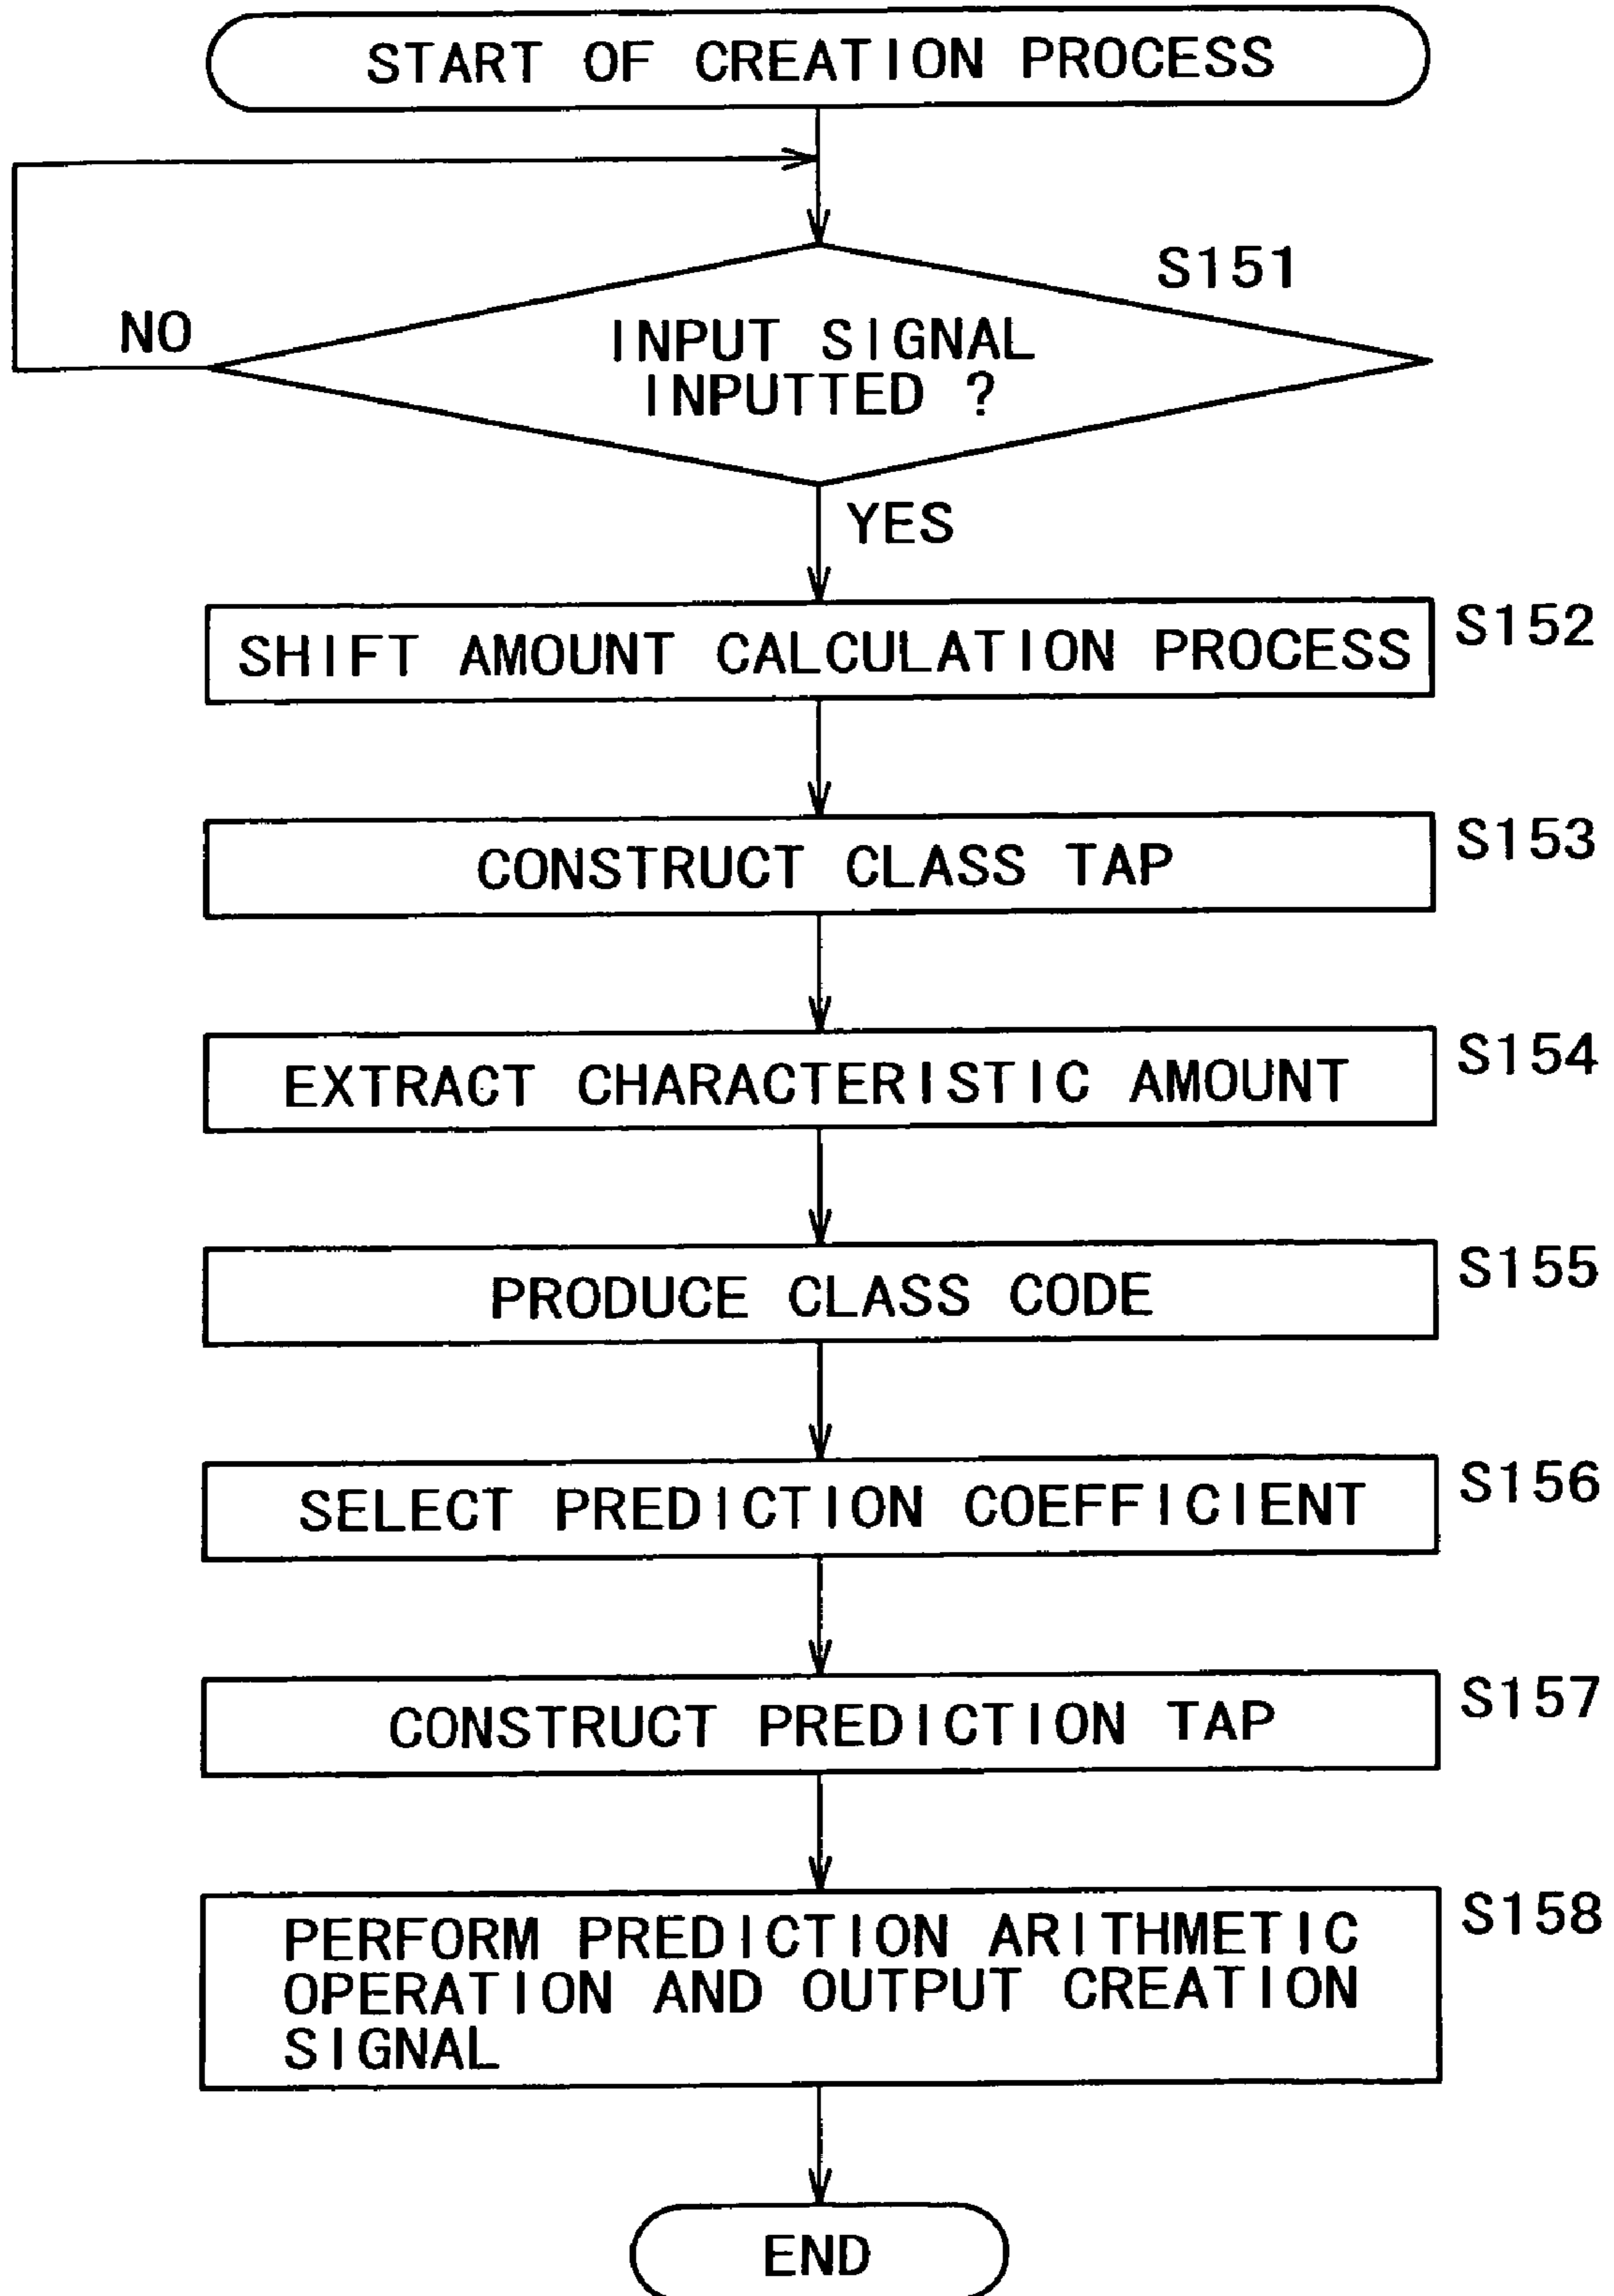 START OF CREATION PROCESS
S151
NO
INPUT SIGNAL
INPUTTED ?
YES
SHIFT AMOUNT CALCULATION PROCESS
S152
CONSTRUCT CLASS TAP
S153
EXTRACT CHARACTERISTIC AMOUNT
S154
PRODUCE CLASS CODE
S155
SELECT PREDICTION COEFFICIENT
S156
CONSTRUCT PREDICTION TAP
S157
PERFORM PREDICTION ARITHMETIC
OPERATION AND OUTPUT CREATION
SIGNAL
S158
END